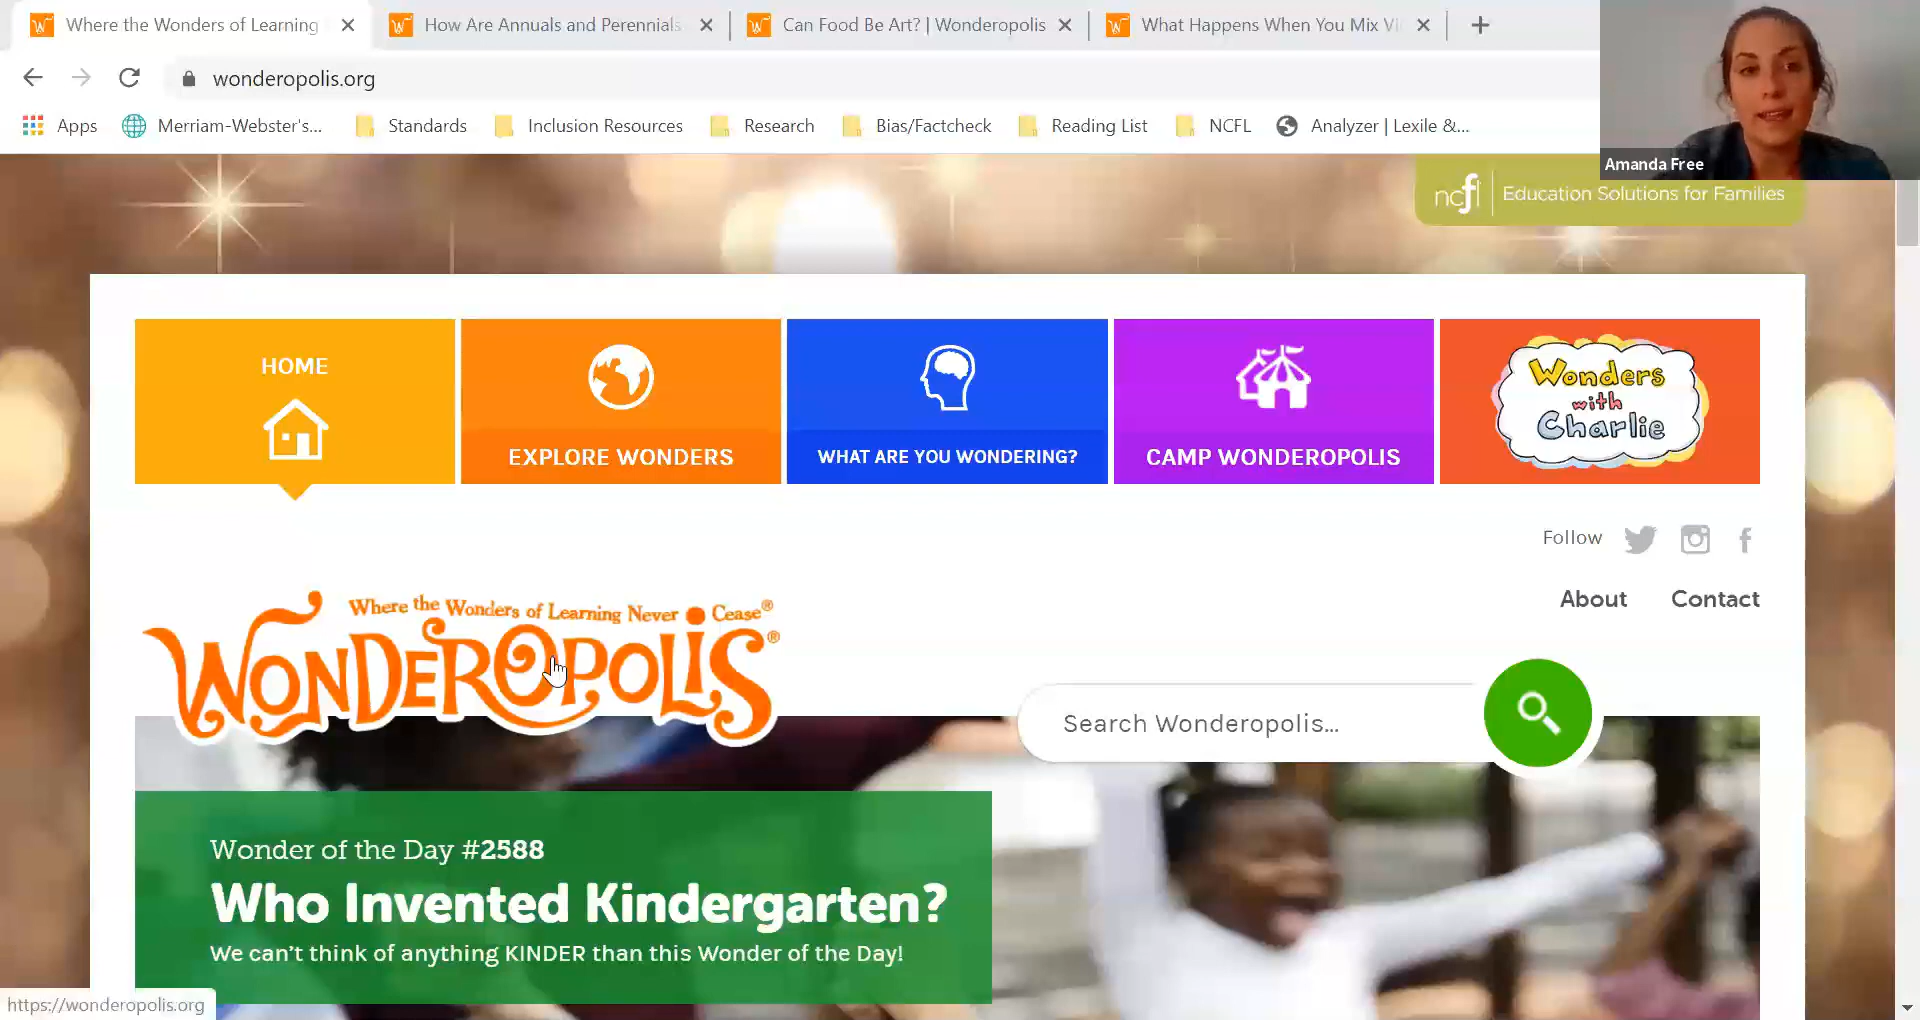 Where the Wonders of Learning
How Are Annuals and Perennials
Can Food Be Art? | Wonderopolis
What Happens When You Mix Vi
wonderopolis.org
Apps
Merriam-Webster's...
Standards
Inclusion Resources
Research
Bias/Factcheck
Reading List
NCFL
Analyzer | Lexile &...
Amanda Free
ncfl
Education Solutions for Families
HOME
EXPLORE WONDERS
WHAT ARE YOU WONDERING?
CAMP WONDEROPOLIS
Wonders
with
Charlie
Follow
About
Contact
Where the Wonders of Learning Never Cease®
WONDEROPOLIS®
Search Wonderopolis...
Wonder of the Day #2588
Who Invented Kindergarten?
We can't think of anything KINDER than this Wonder of the Day!
https://wonderopolis.org